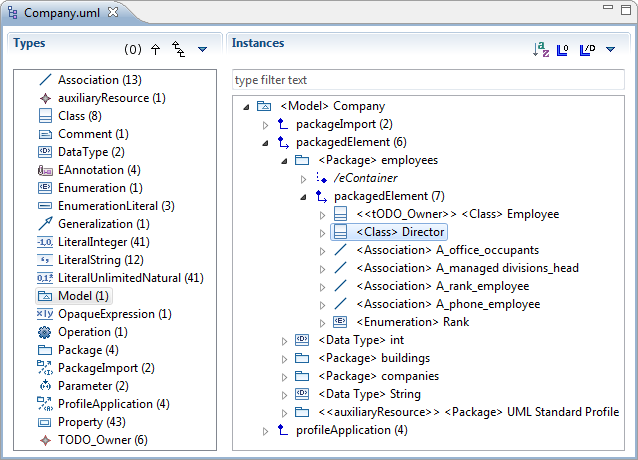 Company.uml
Types
(0)
Association (13)
auxiliaryResource (1)
Class (8)
Comment (1)
DataType (2)
EAnnotation (4)
Enumeration (1)
EnumerationLiteral (3)
Generalization (1)
LiteralInteger (41)
LiteralString (12)
LiteralUnlimitedNatural (41)
Model (1)
OpaqueExpression (1)
Operation (1)
Package (4)
PackageImport (2)
Parameter (2)
ProfileApplication (4)
Property (43)
TODO_Owner (6)
Instances
type filter text
<Model> Company
packageImport (2)
packagedElement (6)
<Package> employees
/eContainer
packagedElement (7)
<<tODO_Owner>> <Class> Employee
<Class> Director
<Association> A_office_occupants
<Association> A_managed divisions_head
<Association> A_rank_employee
<Association> A_phone_employee
<Enumeration> Rank
<Data Type> int
<Package> buildings
<Package> companies
<Data Type> String
<<auxiliaryResource>> <Package> UML Standard Profile
profileApplication (4)